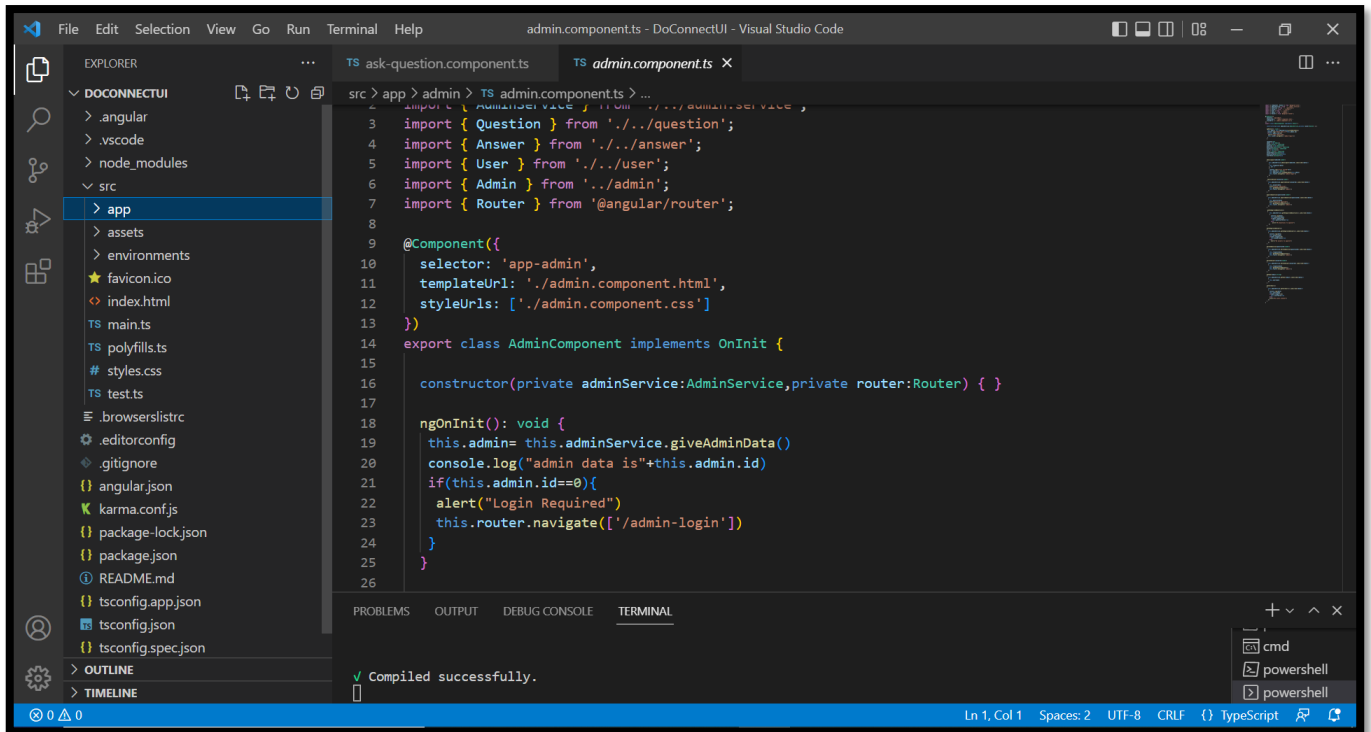 File Edit Selection View Go Run Terminal Help admin.component.ts - DoConnectUI - Visual Studio Code
EXPLORER
TS ask-question.component.ts TS admin.component.ts
DOCONNECTUI
src > app > admin > TS admin.component.ts > ...
.angular
.vscode
node_modules
src
app
assets
environments
favicon.ico
<> index.html
TS main.ts
TS polyfills.ts
# styles.css
TS test.ts
.browserslistrc
.editorconfig
.gitignore
{} angular.json
karma.conf.js
{} package-lock.json
{} package.json
README.md
{} tsconfig.app.json
tsconfig.json
{} tsconfig.spec.json
OUTLINE
TIMELINE
2 import { AdminService } from './../admin.service';
3 import { Question } from './../question';
4 import { Answer } from './../answer';
5 import { User } from './../user';
6 import { Admin } from '../admin';
7 import { Router } from '@angular/router';
8
9 @Component({
10 selector: 'app-admin',
11 templateUrl: './admin.component.html',
12 styleUrls: ['./admin.component.css']
13 })
14 export class AdminComponent implements OnInit {
15
16 constructor(private adminService:AdminService,private router:Router) { }
17
18 ngOnInit(): void {
19 this.admin= this.adminService.giveAdminData()
20 console.log("admin data is"+this.admin.id)
21 if(this.admin.id==0){
22 alert("Login Required")
23 this.router.navigate(['/admin-login'])
24 }
25 }
26
PROBLEMS OUTPUT DEBUG CONSOLE TERMINAL
√ Compiled successfully.
cmd
powershell
powershell
0 0 Ln 1, Col 1 Spaces: 2 UTF-8 CRLF {} TypeScript